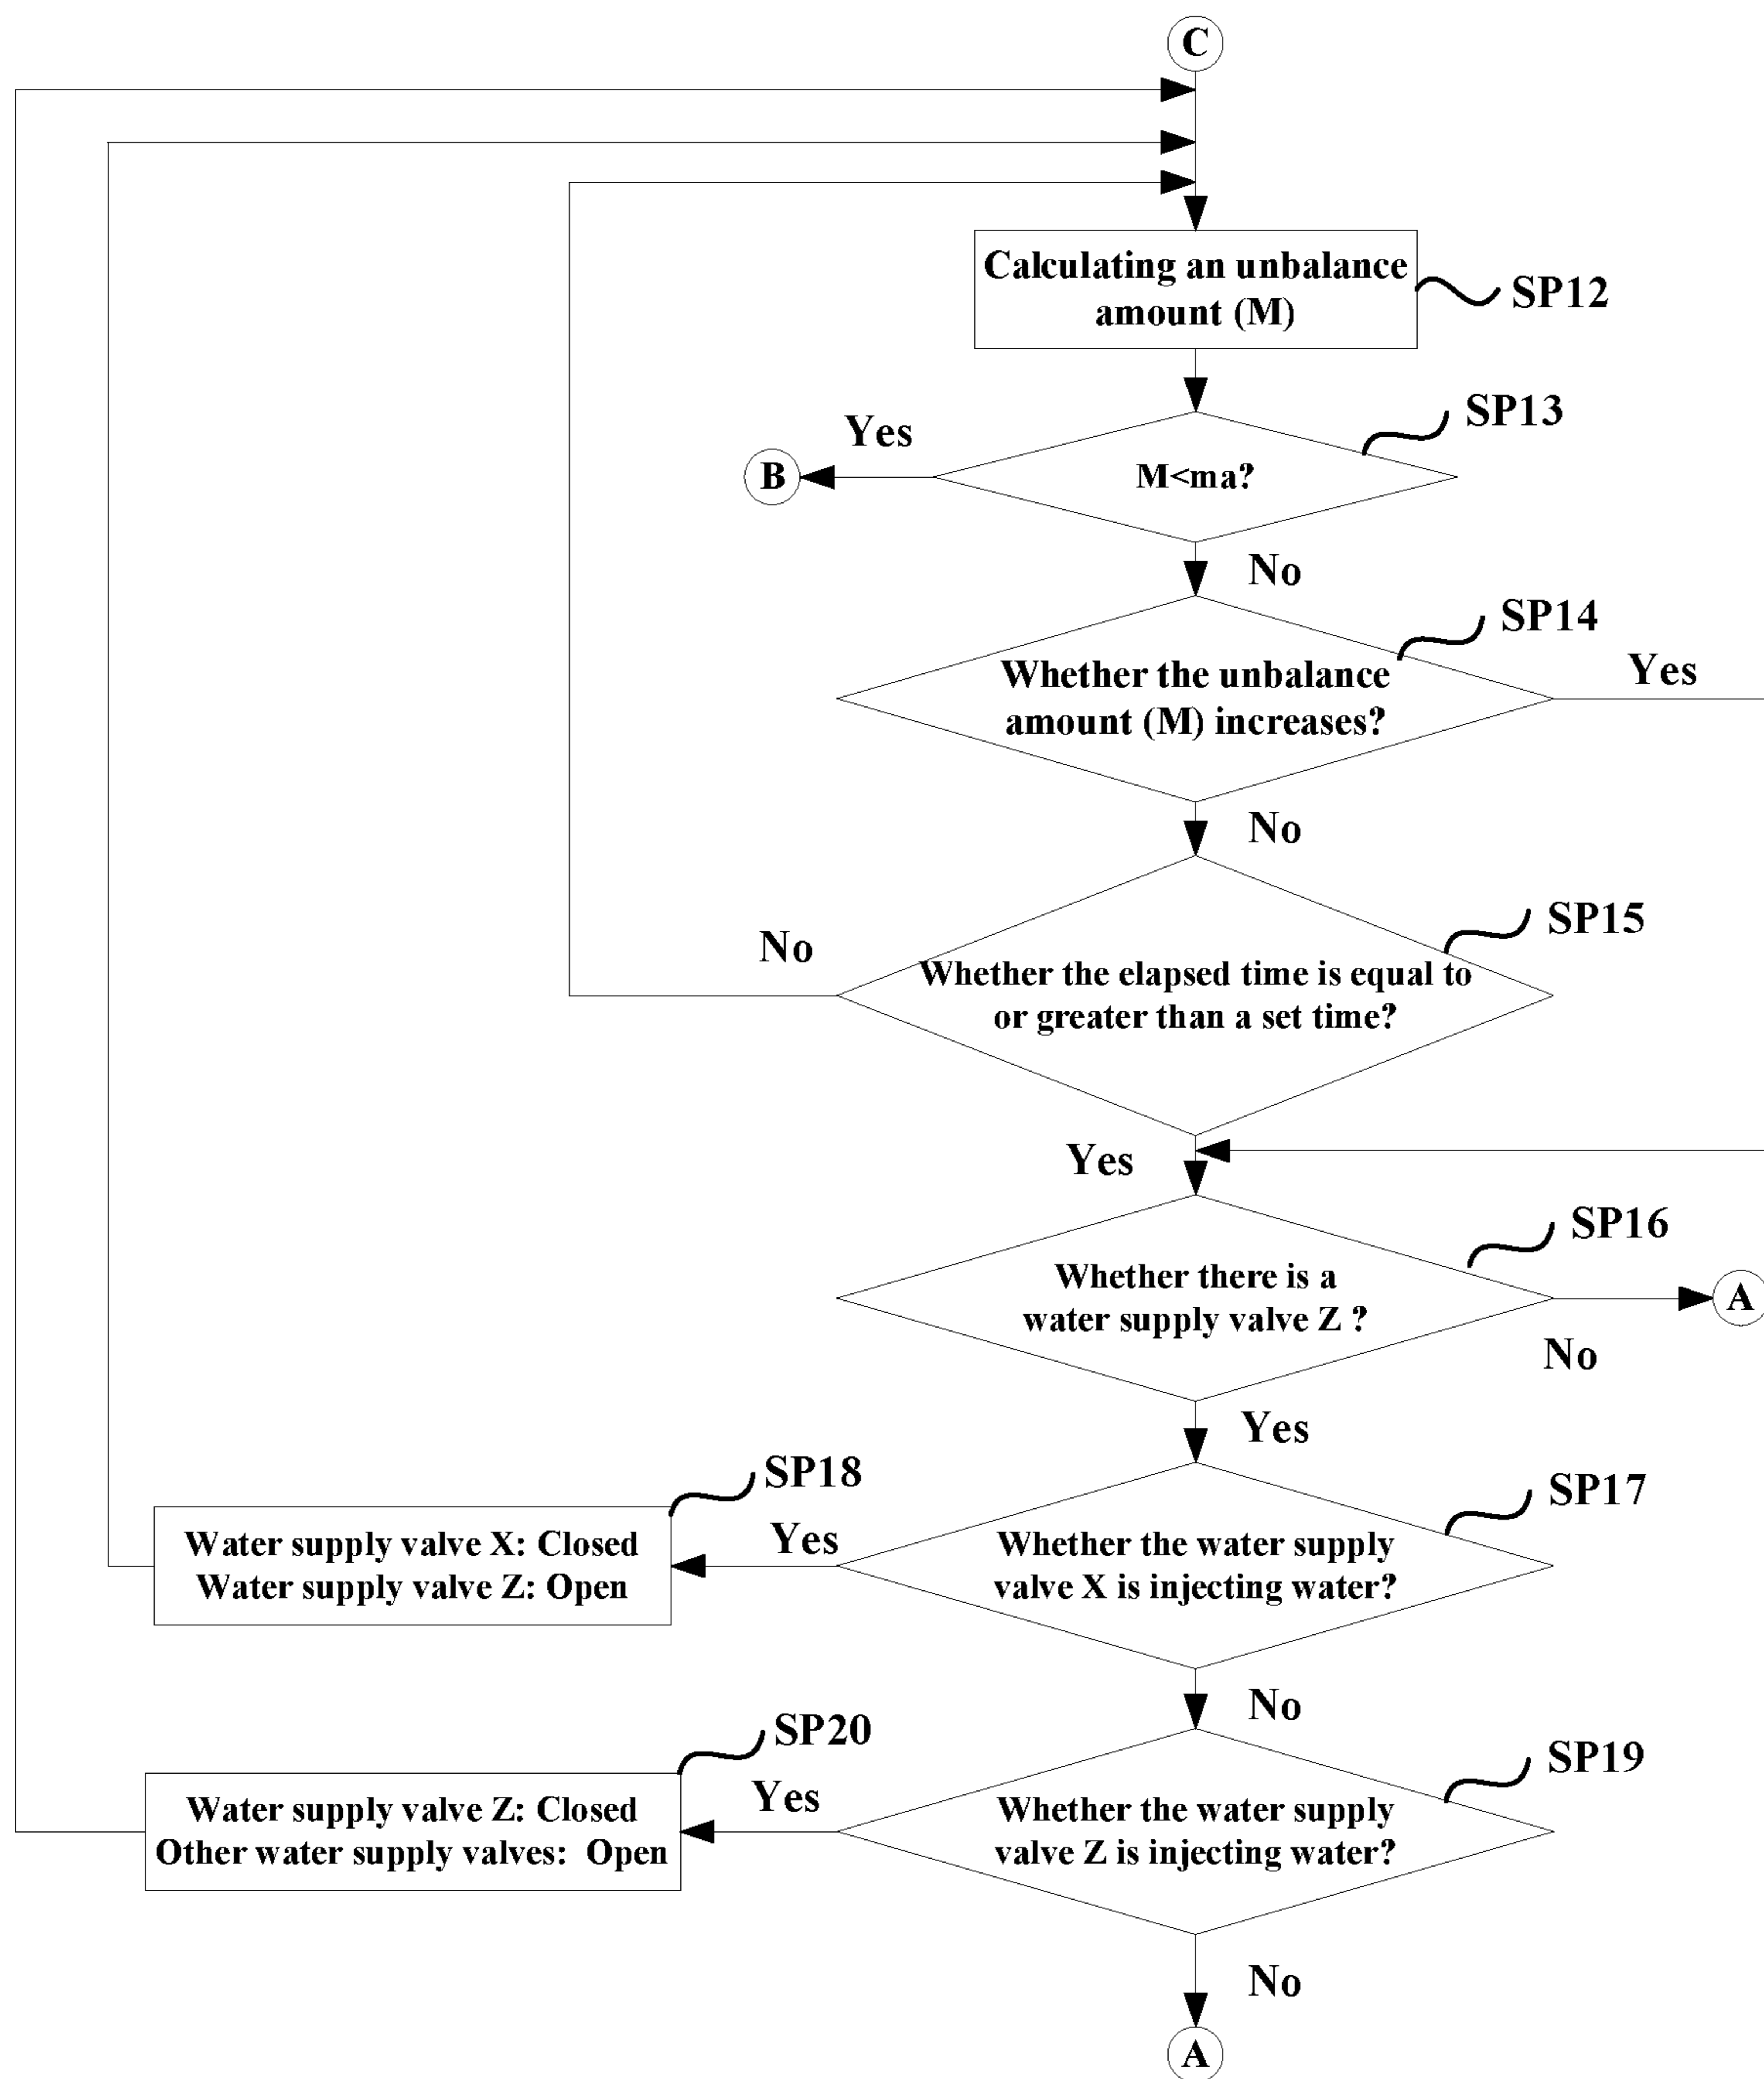 C
Calculating an unbalance
amount (M)
SP12
SP13
Yes
B
M<ma?
No
SP14
Whether the unbalance
amount (M) increases?
Yes
No
SP15
No
Whether the elapsed time is equal to
or greater than a set time?
Yes
SP16
Whether there is a
water supply valve Z ?
A
No
Yes
SP18
SP17
Water supply valve X: Closed
Water supply valve Z: Open
Yes
Whether the water supply
valve X is injecting water?
No
SP20
SP19
Water supply valve Z: Closed
Other water supply valves:  Open
Yes
Whether the water supply
valve Z is injecting water?
No
A